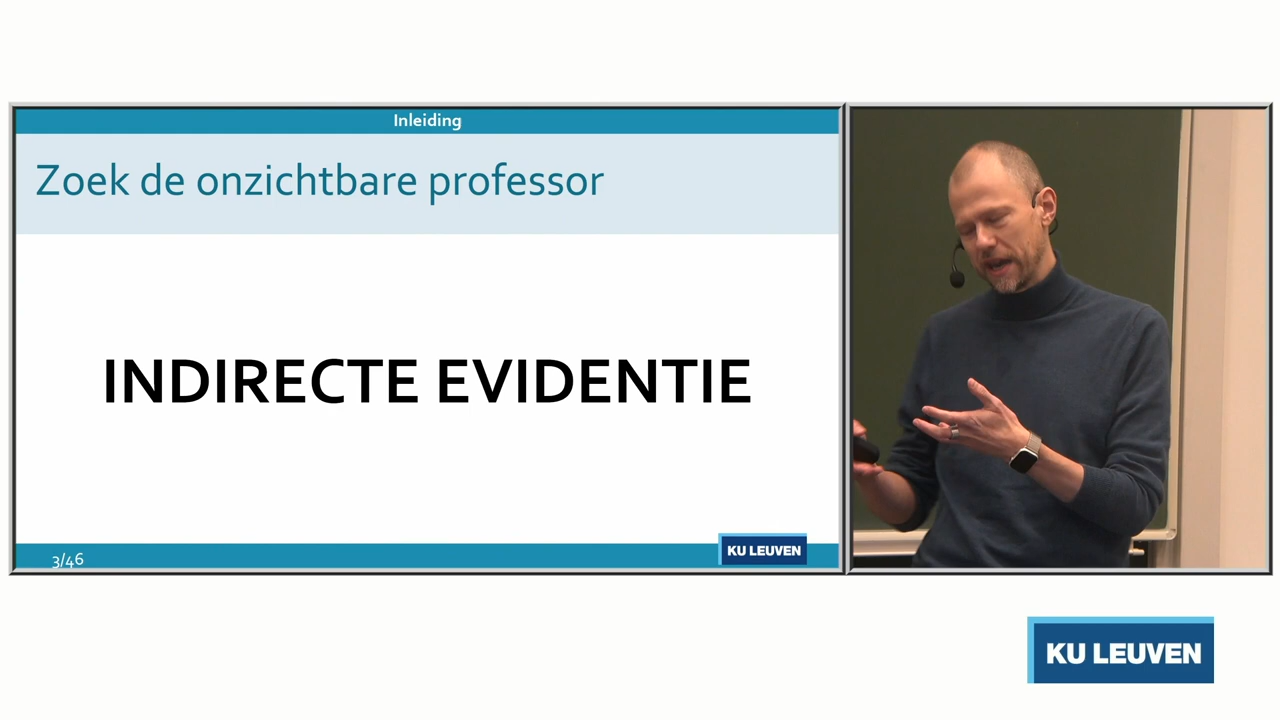 Inleiding
Zoek de onzichtbare professor
INDIRECTE EVIDENTIE
3/46
KU LEUVEN
KU LEUVEN